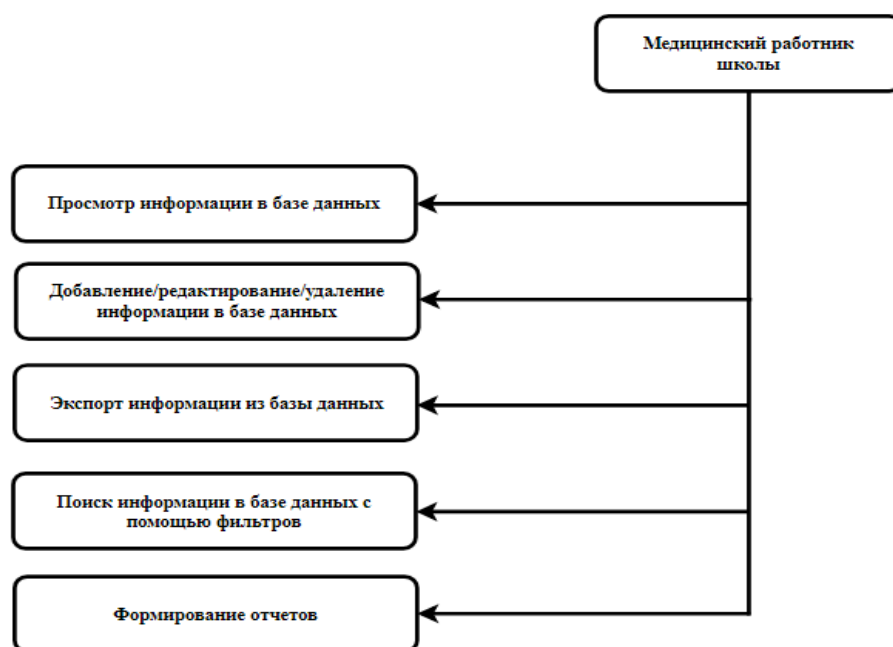 Медицинский работник
школы
Просмотр информации в базе данных
Добавление/редактирование/удаление
информации в базе данных
Экспорт информации из базы данных
Поиск информации в базе данных с
помощью фильтров
Формирование отчетов